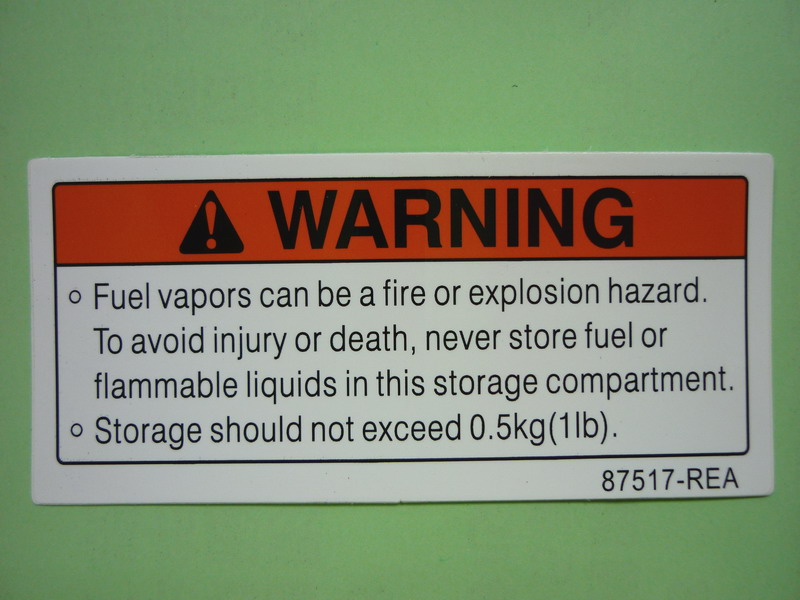 WARNING
○ Fuel vapors can be a fire or explosion hazard.
To avoid injury or death, never store fuel or
flammable liquids in this storage compartment.
○ Storage should not exceed 0.5kg(1lb).
87517-REA